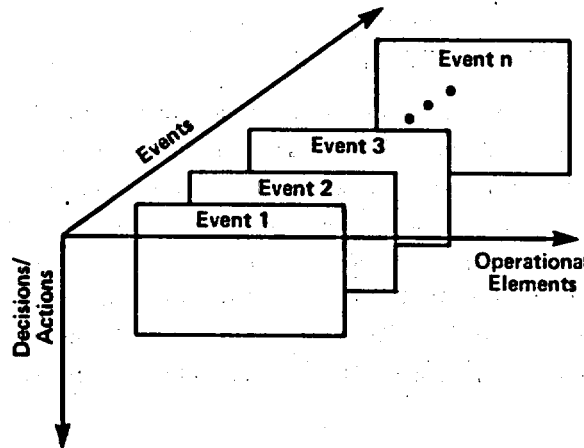 Event n
Events
Event 3
Event 2
Event 1
Operational
Elements
Decisions/
Actions